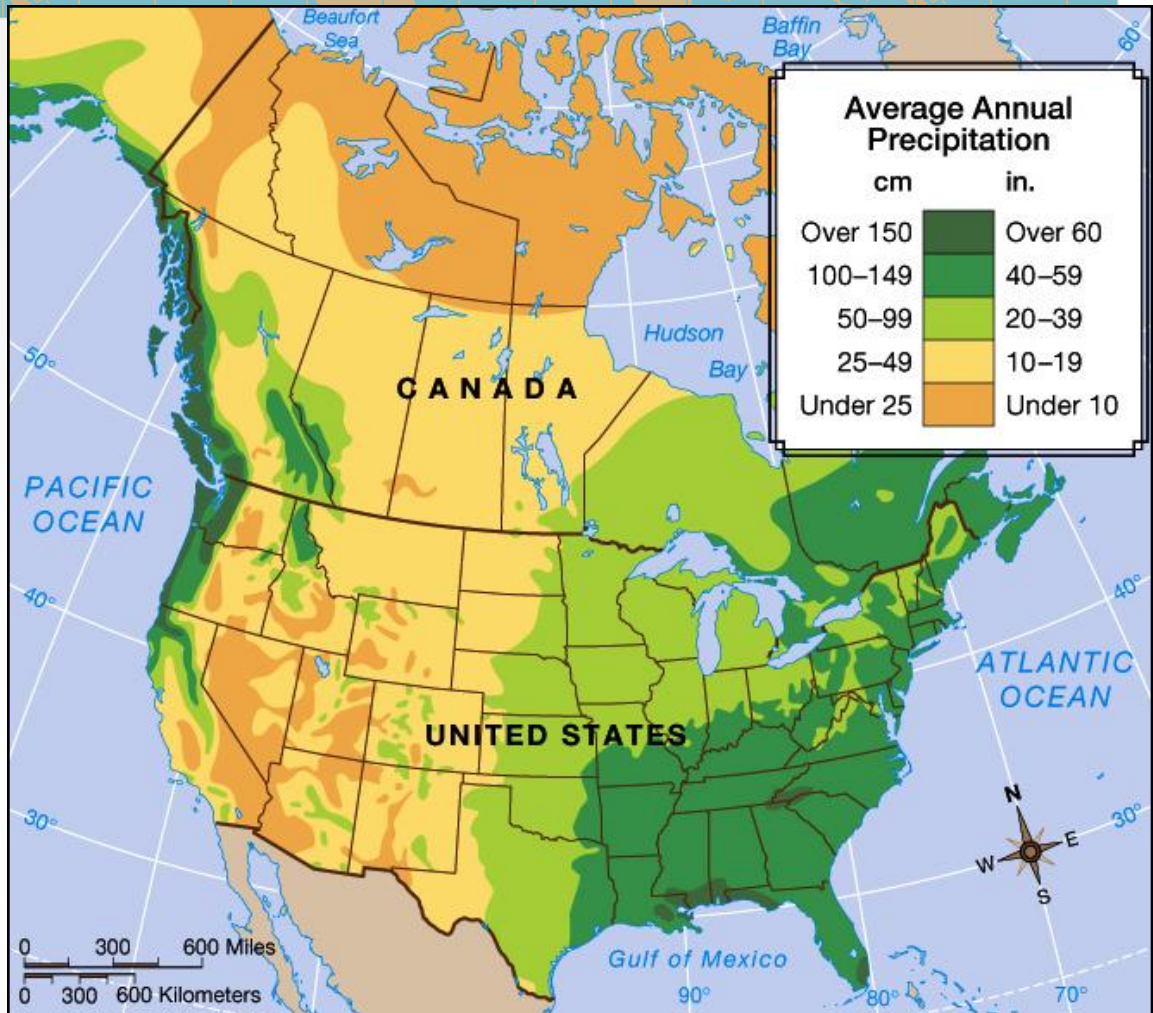 Beaufort
Sea
Baffin
Bay
60°
Average Annual
Precipitation
cm in.
Over 150 Over 60
100–149 40–59
50–99 20–39
25–49 10–19
Under 25 Under 10
Hudson
Bay
50°
CANADA
PACIFIC
OCEAN
40°
40°
ATLANTIC
OCEAN
UNITED STATES
30°
N
30°
W E
S
0 300 600 Miles
0 300 600 Kilometers
Gulf of Mexico
90°
80°
70°